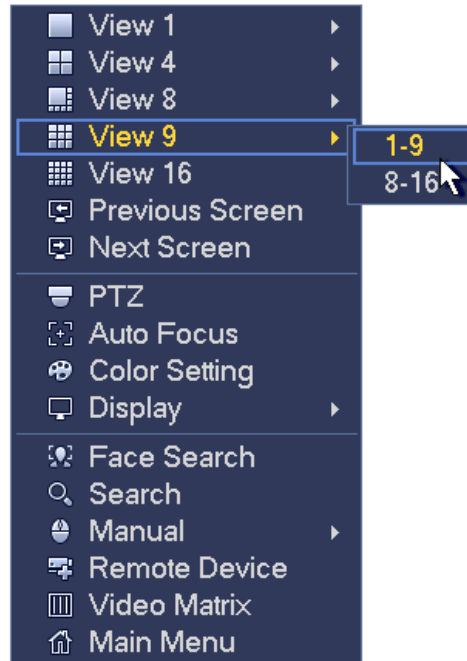 View 1
View 4
View 8
View 9
1-9
View 16
8-16
Previous Screen
Next Screen
PTZ
Auto Focus
Color Setting
Display
Face Search
Search
Manual
Remote Device
Video Matrix
Main Menu